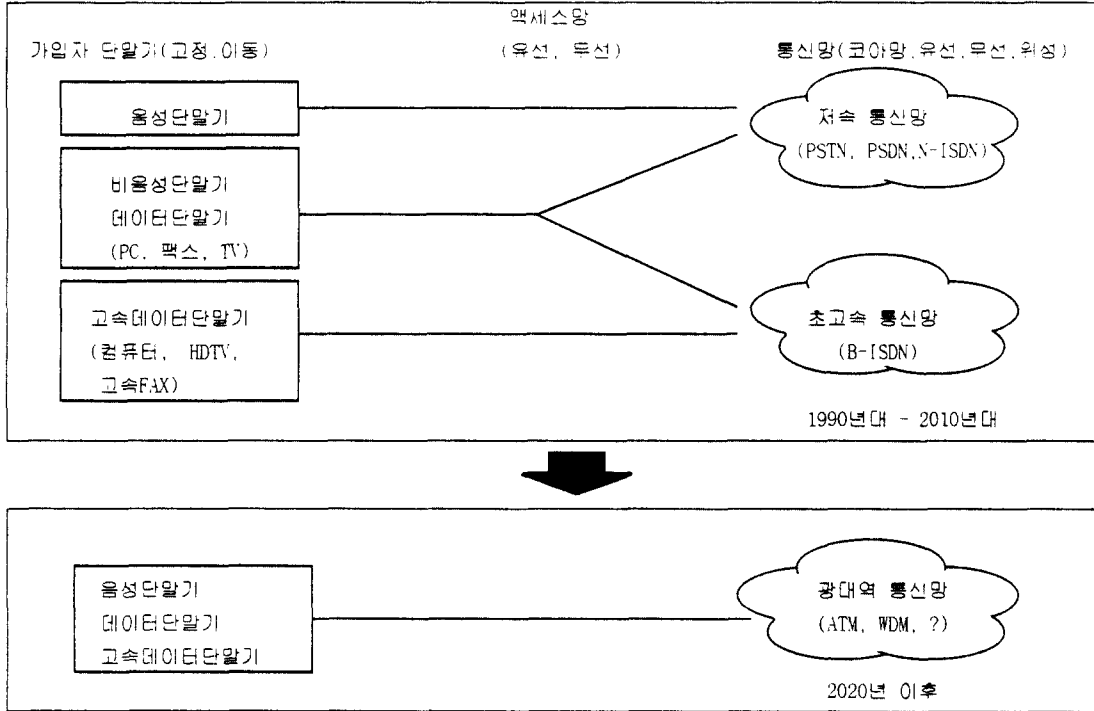 액세스망
가입자 단말기(고정.이동)
(유선, 무선)
통신망(코아망,유선,무선,위성)
음성단말기
저속 통신망
(PSTN, PSDN,N-ISDN)
비음성단말기
데이터단말기
(PC. 팩스, TV)
고속데이터단말기
(컴퓨터, HDTV,
고속FAX)
초고속 통신망
(B-ISDN)
1990년대 - 2010년대
음성단말기
데이터단말기
고속데이터단말기
광대역 통신망
(ATM, WDM, ?)
2020년 이후